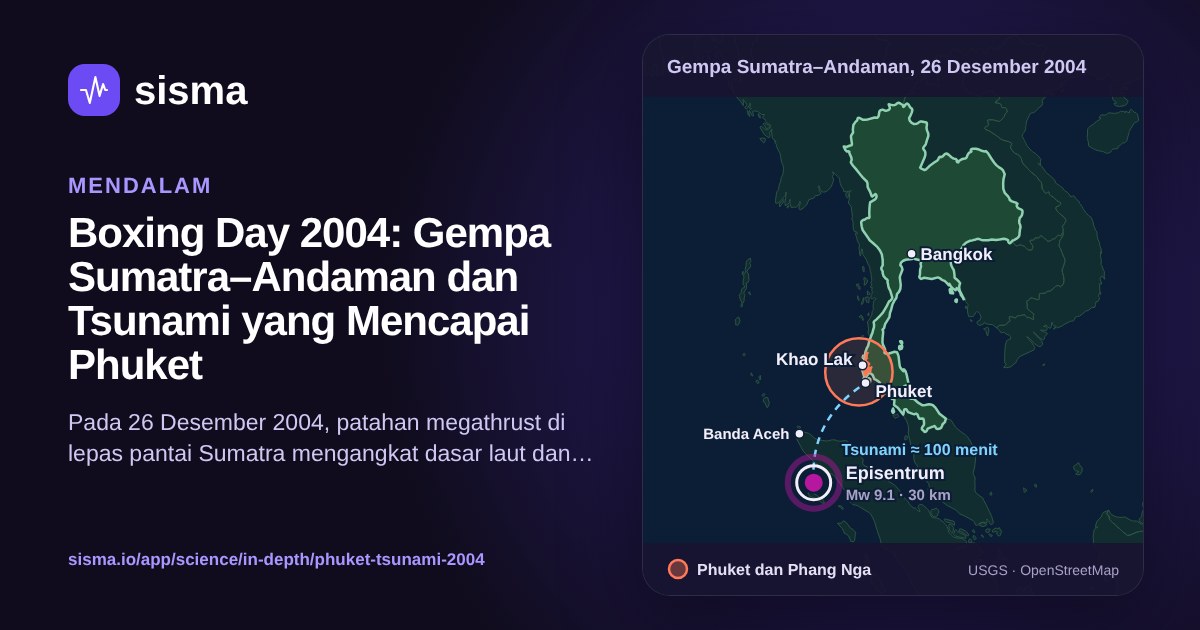 sisma
MENDALAM
Boxing Day 2004: Gempa
Sumatra–Andaman dan
Tsunami yang Mencapai
Phuket
Pada 26 Desember 2004, patahan megathrust di
lepas pantai Sumatra mengangkat dasar laut dan…
sisma.io/app/science/in-depth/phuket-tsunami-2004
Gempa Sumatra–Andaman, 26 Desember 2004
Bangkok
Khao Lak
Phuket
Banda Aceh
Tsunami ≈ 100 menit
Episentrum
Mw 9.1 · 30 km
Phuket dan Phang Nga
USGS · OpenStreetMap